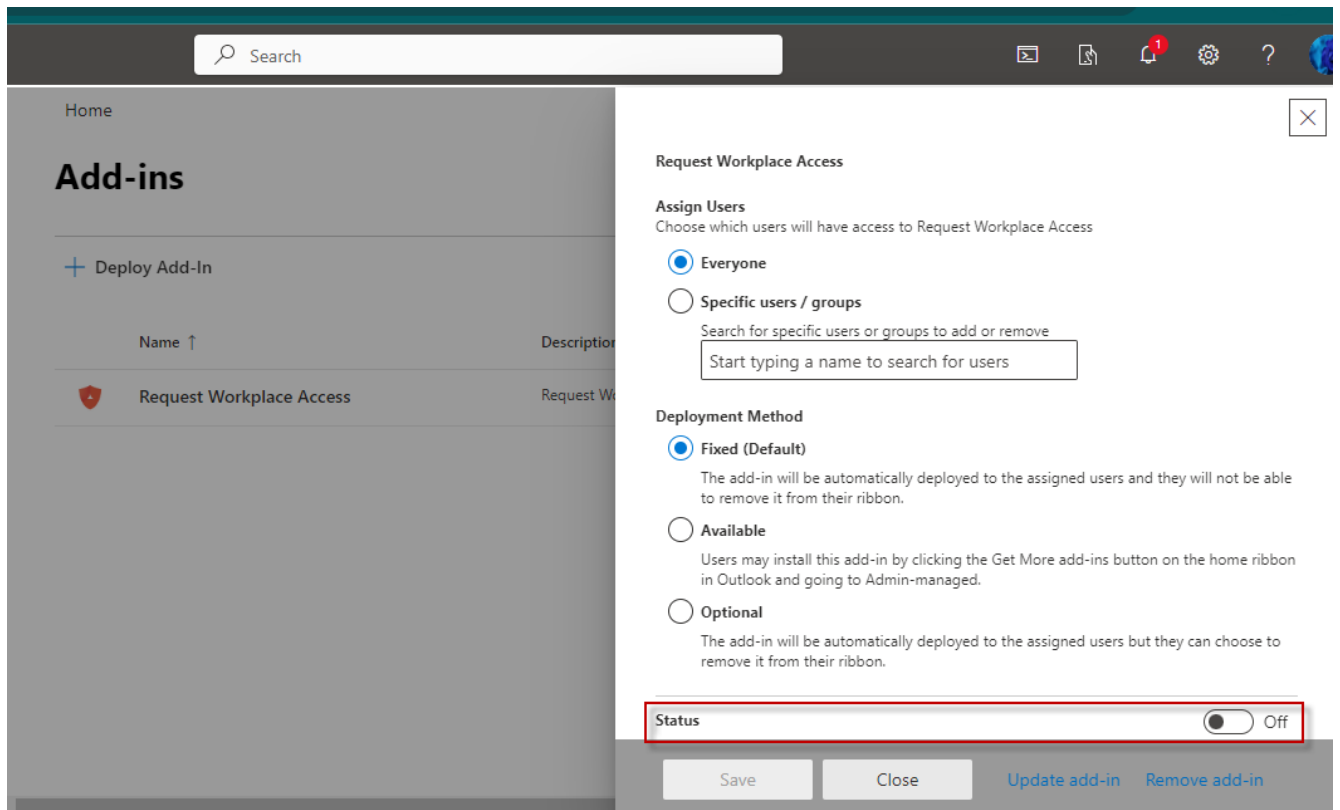 Search
1
Home
Add-ins
Deploy Add-In
Name ↑
Description
Request Workplace Access
Request Wo
Request Workplace Access
Assign Users
Choose which users will have access to Request Workplace Access
Everyone
Specific users / groups
Search for specific users or groups to add or remove
Start typing a name to search for users
Deployment Method
Fixed (Default)
The add-in will be automatically deployed to the assigned users and they will not be able
to remove it from their ribbon.
Available
Users may install this add-in by clicking the Get More add-ins button on the home ribbon
in Outlook and going to Admin-managed.
Optional
The add-in will be automatically deployed to the assigned users but they can choose to
remove it from their ribbon.
Status
Off
Save
Close
Update add-in
Remove add-in